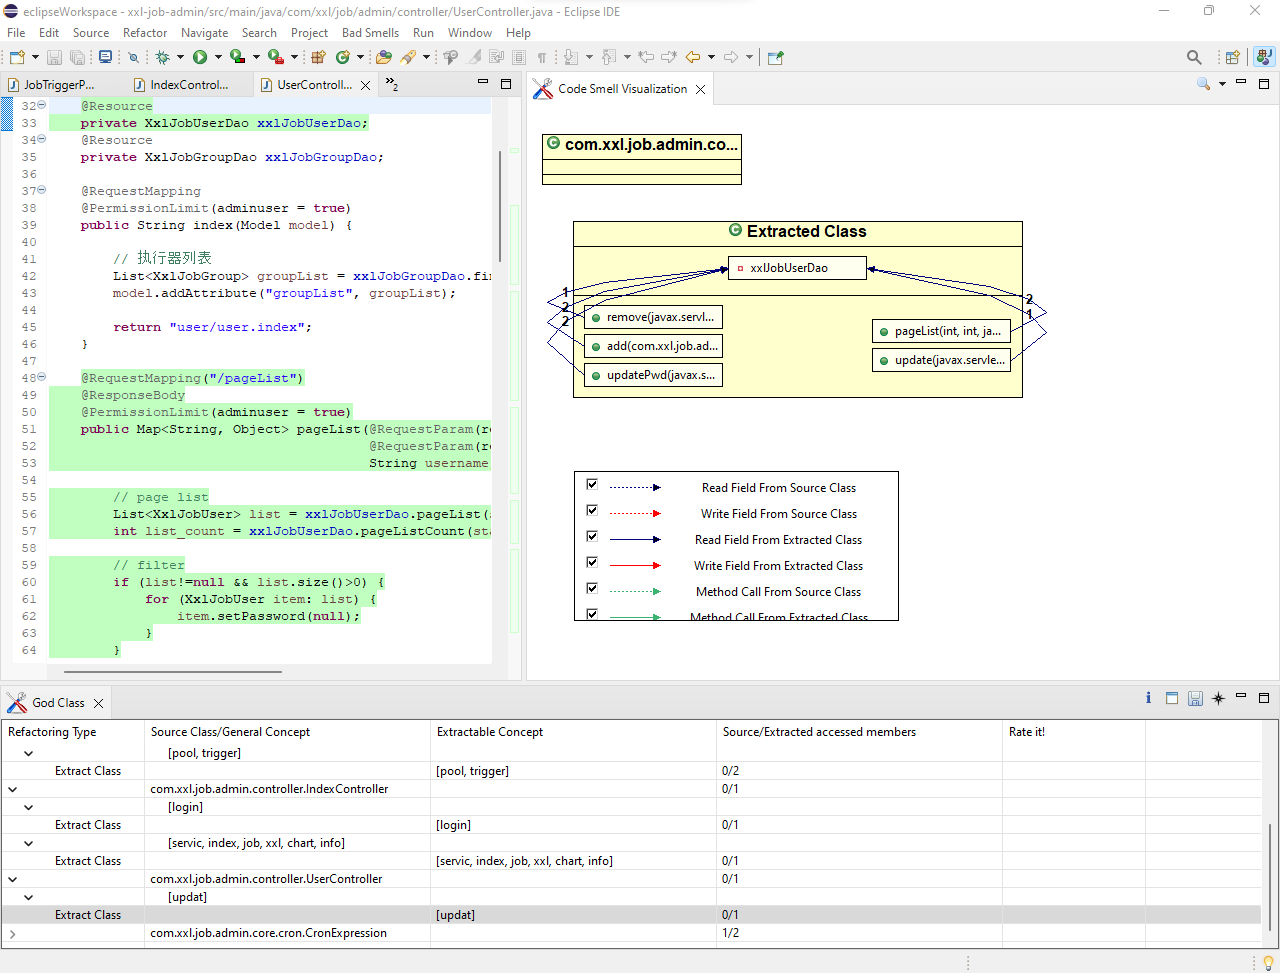 eclipseWorkspace - xxl-job-admin/src/main/java/com/xxl/job/admin/controller/UserController.java - Eclipse IDE
File Edit Source Refactor Navigate Search Project Bad Smells Run Window Help
JobTriggerP... IndexControl... UserControll... »2
32 @Resource
33 private XxlJobUserDao xxlJobUserDao;
34 @Resource
35 private XxlJobGroupDao xxlJobGroupDao;
36
37 @RequestMapping
38 @PermissionLimit(adminuser = true)
39 public String index(Model model) {
40
41 // 执行器列表
42 List<XxlJobGroup> groupList = xxlJobGroupDao.fi
43 model.addAttribute("groupList", groupList);
44
45 return "user/user.index";
46 }
47
48 @RequestMapping("/pageList")
49 @ResponseBody
50 @PermissionLimit(adminuser = true)
51 public Map<String, Object> pageList(@RequestParam(r
52 @RequestParam(r
53 String username
54
55 // page list
56 List<XxlJobUser> list = xxlJobUserDao.pageList(
57 int list_count = xxlJobUserDao.pageListCount(st
58
59 // filter
60 if (list!=null && list.size()>0) {
61 for (XxlJobUser item: list) {
62 item.setPassword(null);
63 }
64 }
Code Smell Visualization
C com.xxl.job.admin.co...
C Extracted Class
xxlJobUserDao
1
2
2
2
1
remove(javax.servl...
add(com.xxl.job.ad...
updatePwd(javax.s...
pageList(int, int, ja...
update(javax.servle...
Read Field From Source Class
Write Field From Source Class
Read Field From Extracted Class
Write Field From Extracted Class
Method Call From Source Class
Method Call From Extracted Class
God Class
Refactoring Type Source Class/General Concept Extractable Concept Source/Extracted accessed members Rate it!
[pool, trigger]
Extract Class [pool, trigger] 0/2
com.xxl.job.admin.controller.IndexController 0/1
[login]
Extract Class [login] 0/1
[servic, index, job, xxl, chart, info]
Extract Class [servic, index, job, xxl, chart, info] 0/1
com.xxl.job.admin.controller.UserController 0/1
[updat]
Extract Class [updat] 0/1
com.xxl.job.admin.core.cron.CronExpression 1/2